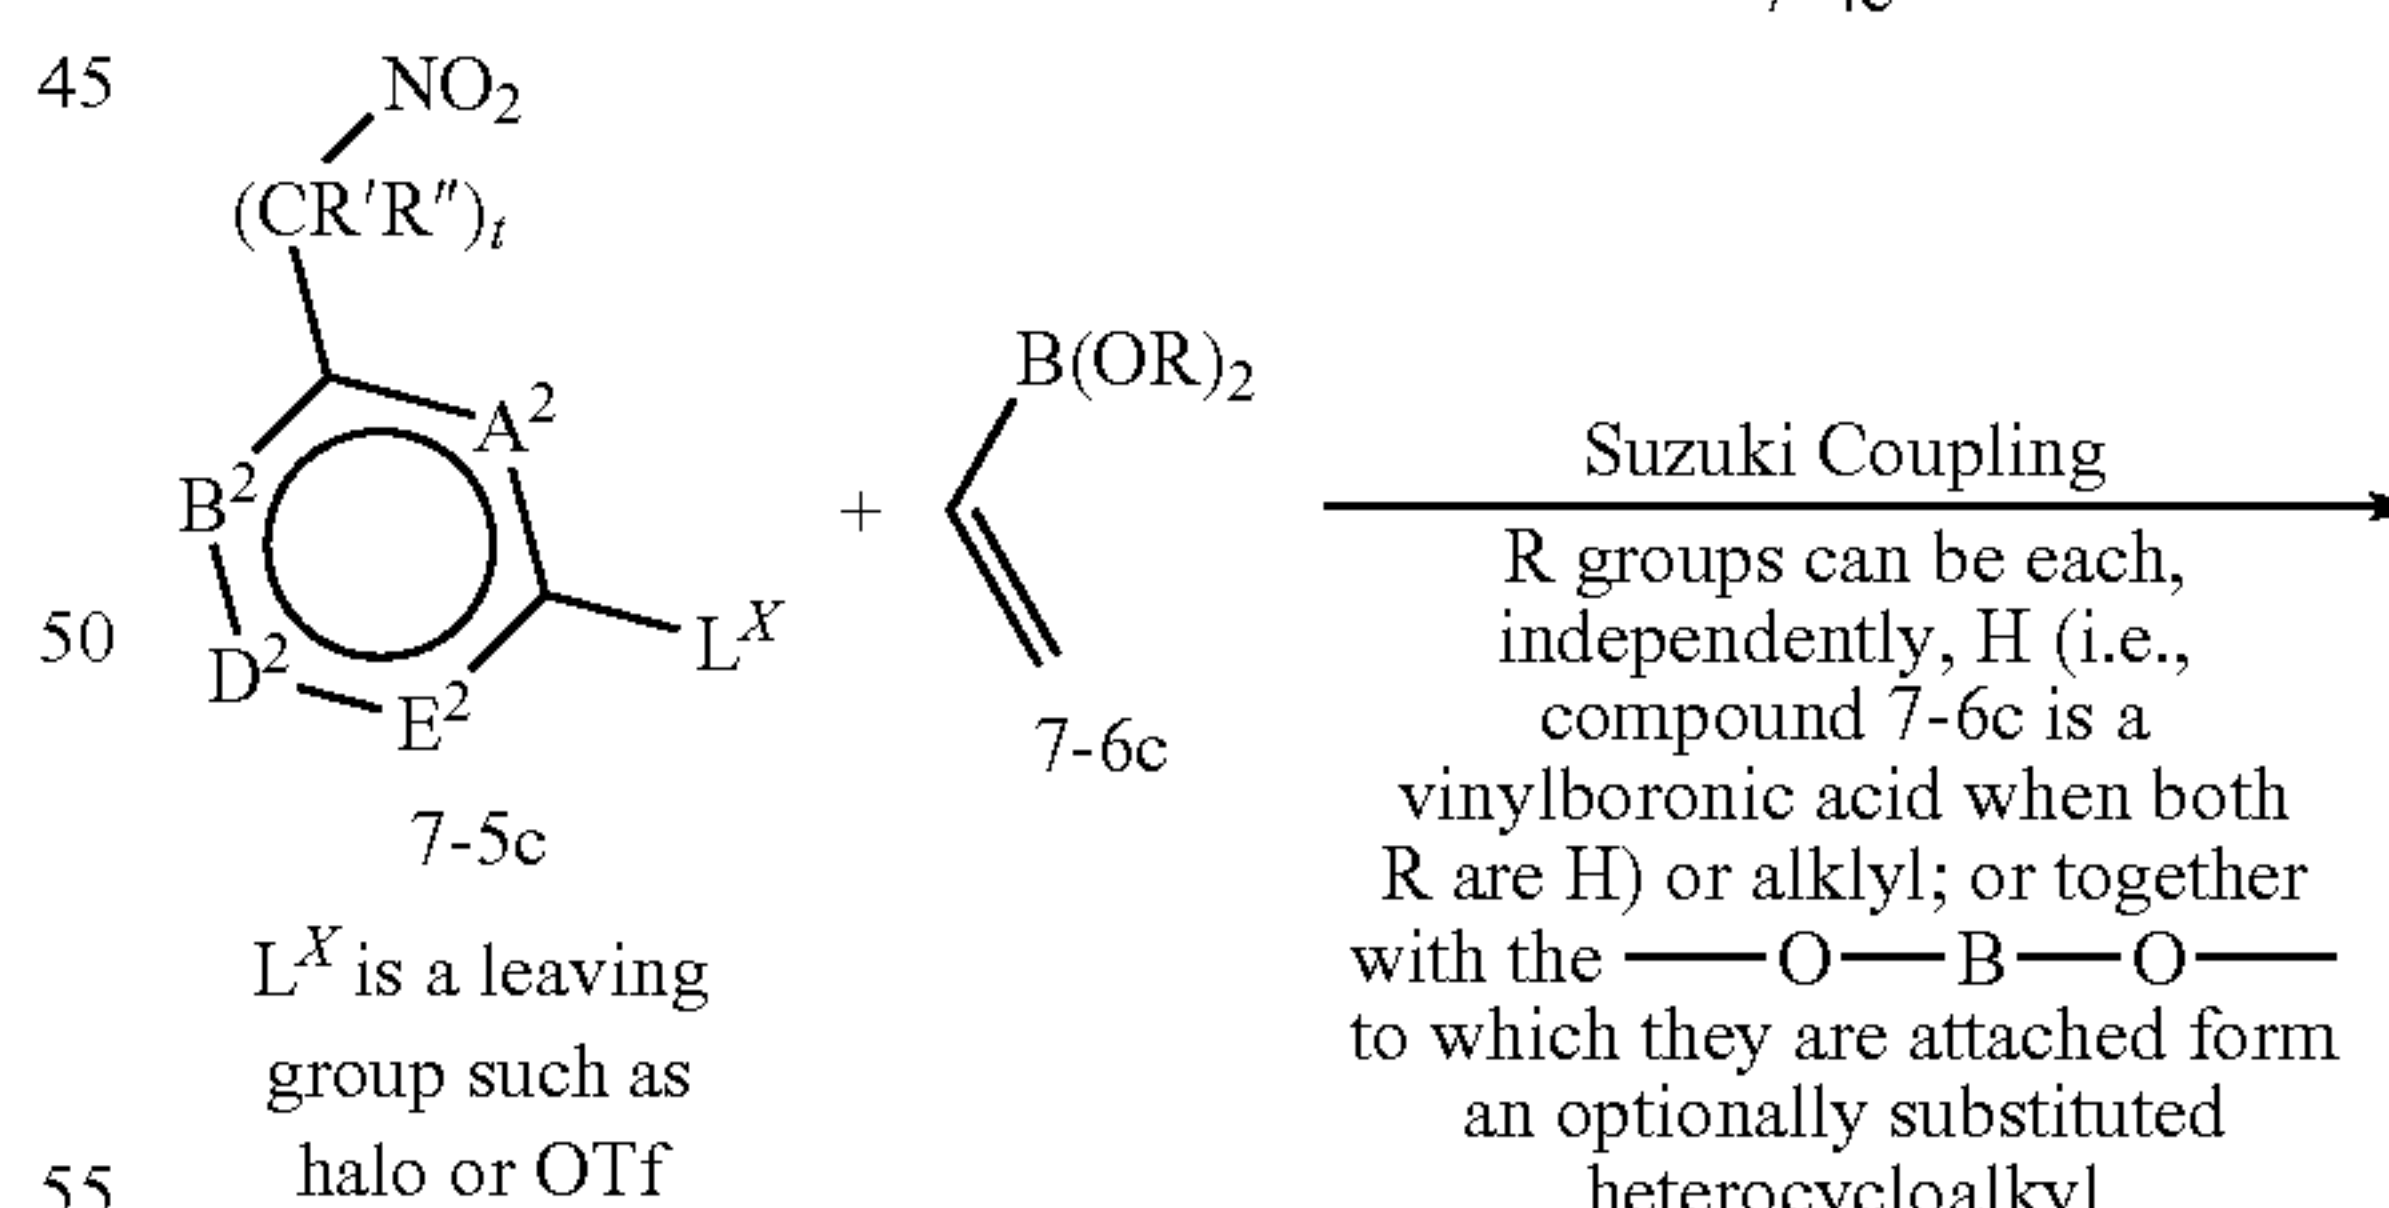 45
NO₂
(CR'R")ₜ
A²
B²
D²
E²
Lˣ
7-5c
Lˣ is a leaving
group such as
halo or OTf
50
55
+
B(OR)₂
7-6c
Suzuki Coupling
R groups can be each,
independently, H (i.e.,
compound 7-6c is a
vinylboronic acid when both
R are H) or alklyl; or together
with the —O—B—O—
to which they are attached form
an optionally substituted
heterocycloalkyl